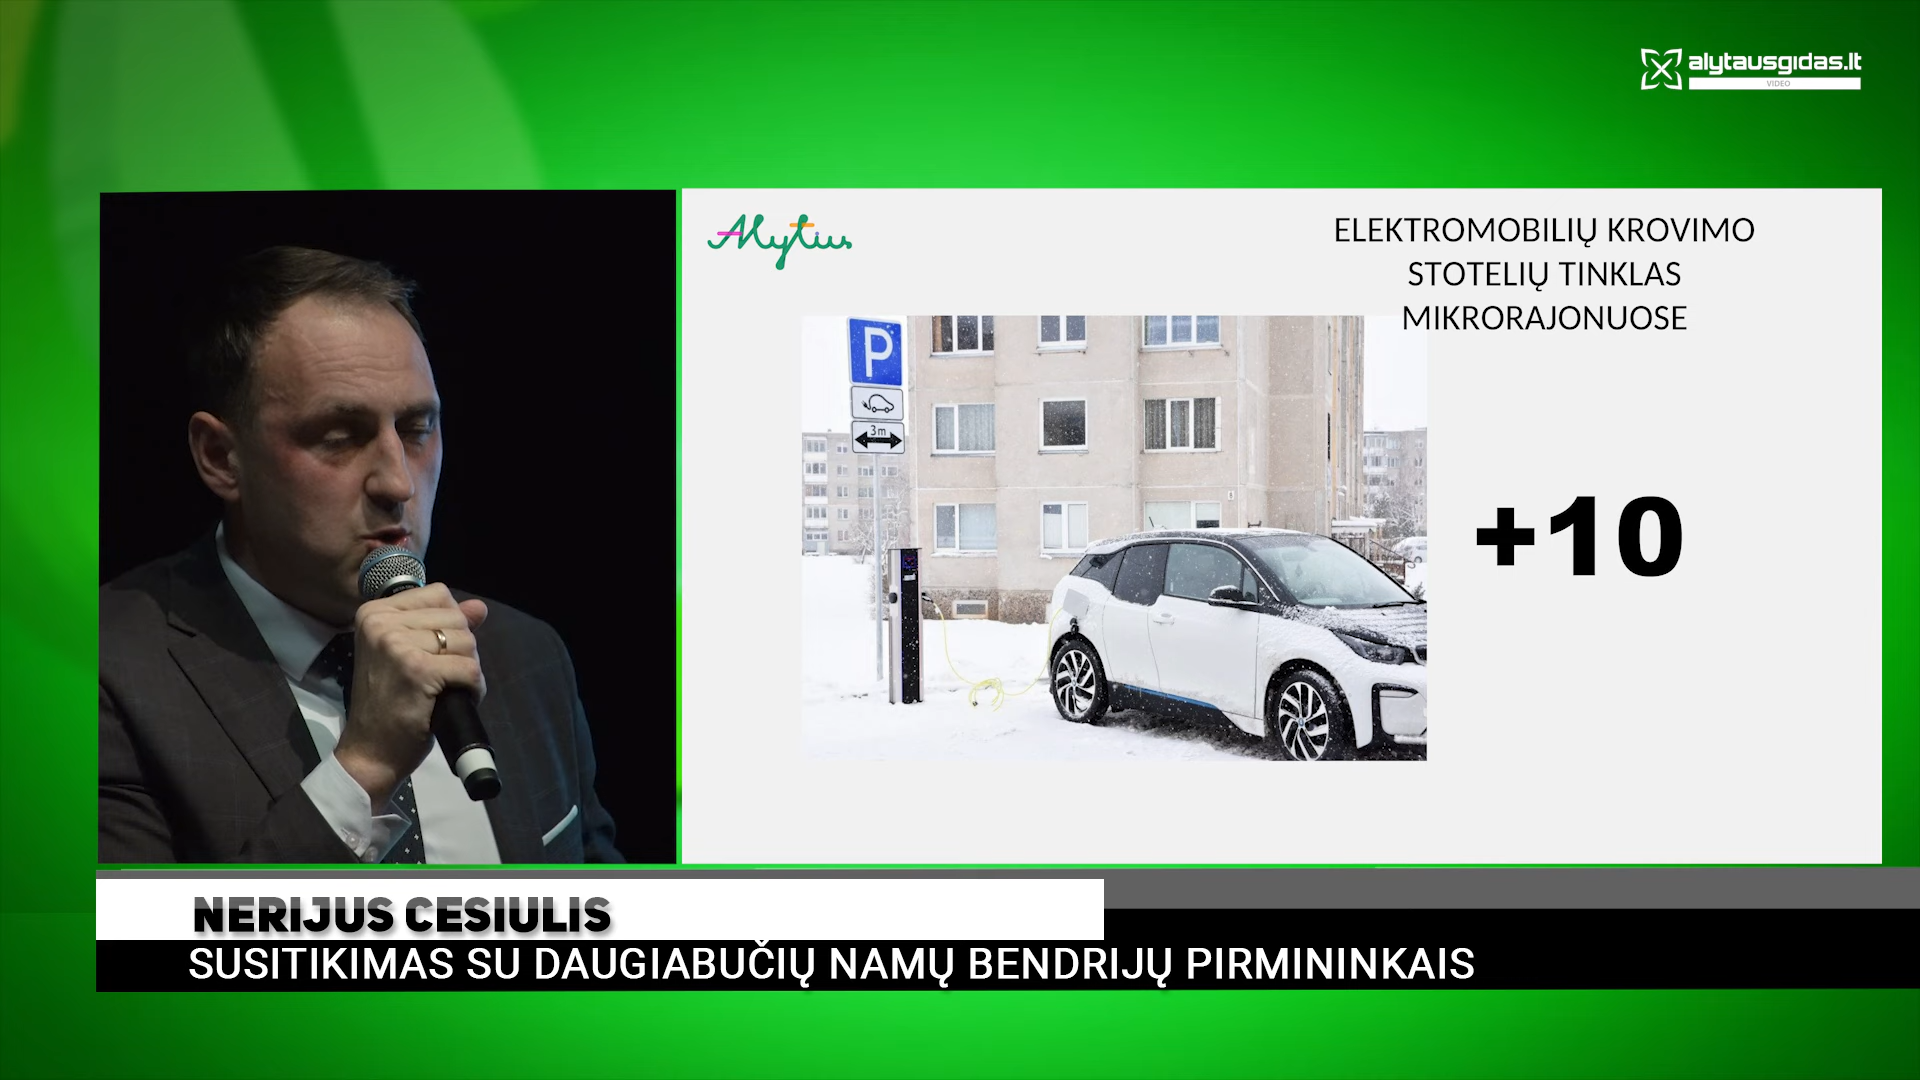 alytausgidas.lt
VIDEO
Alytus
ELEKTROMOBILIŲ KROVIMO
STOTELIŲ TINKLAS
MIKRORAJONUOSE
P
3m
+10
NERIJUS CESIULIS
SUSITIKIMAS SU DAUGIABUČIŲ NAMŲ BENDRIJŲ PIRMININKAIS